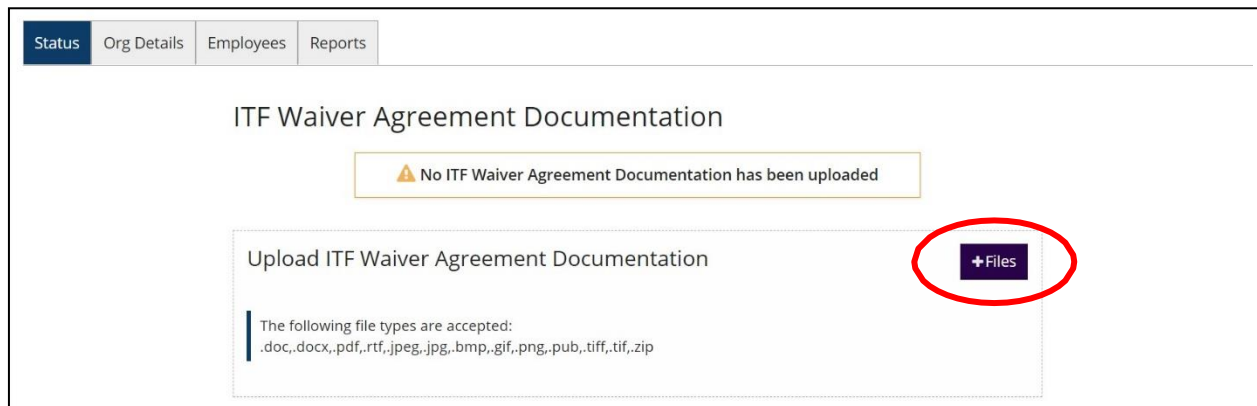 Status Org Details Employees Reports
ITF Waiver Agreement Documentation
No ITF Waiver Agreement Documentation has been uploaded
Upload ITF Waiver Agreement Documentation
+Files
The following file types are accepted:
.doc,.docx,.pdf,.rtf,.jpeg,.jpg,.bmp,.gif,.png,.pub,.tiff,.tif,.zip